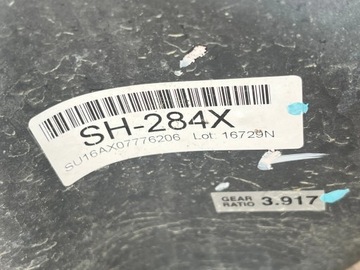 SH-284X
SU16AX07776206 Lot: 16729N
GEAR RATIO 3.917